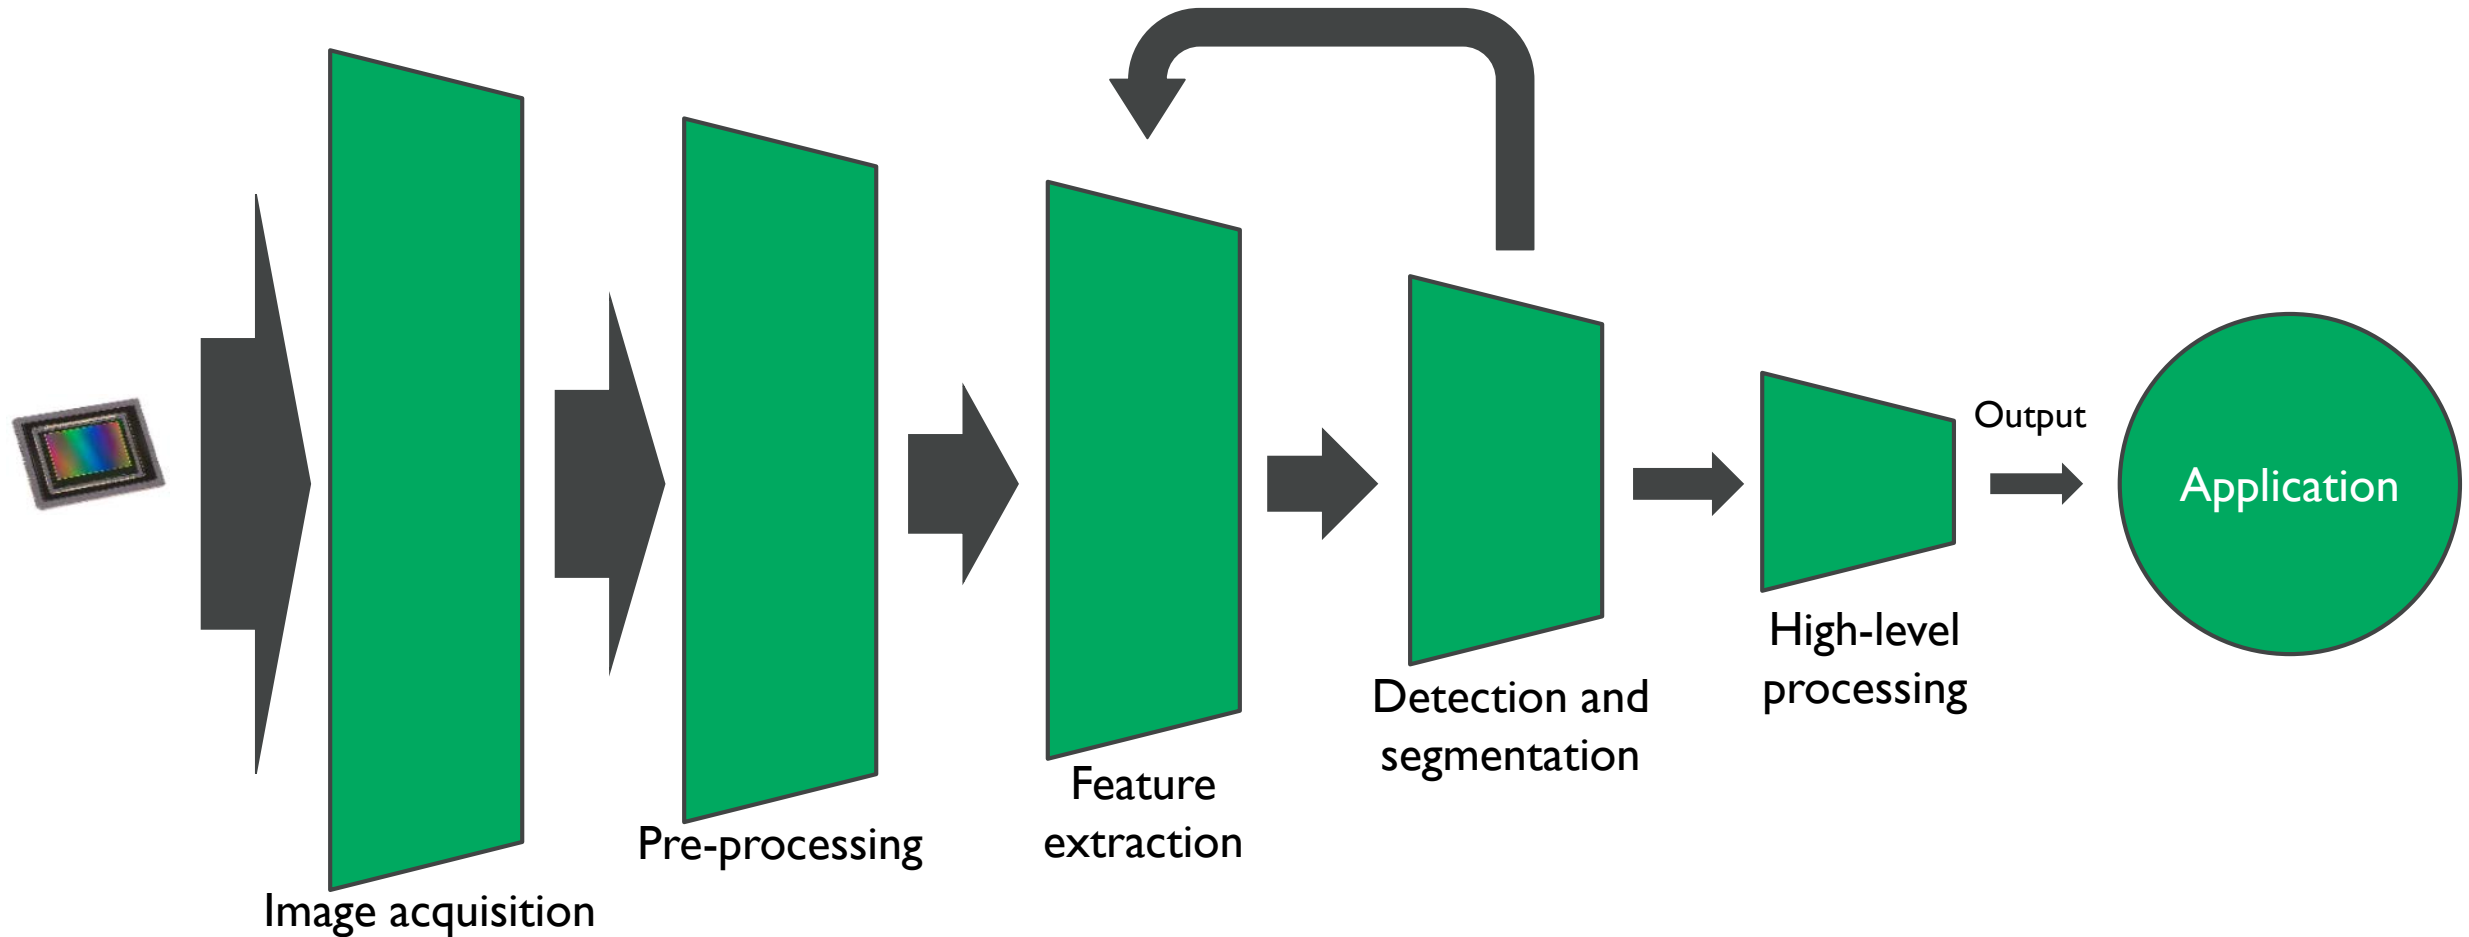 Image acquisition
Pre-processing
Feature
extraction
Detection and
segmentation
High-level
processing
Output
Application